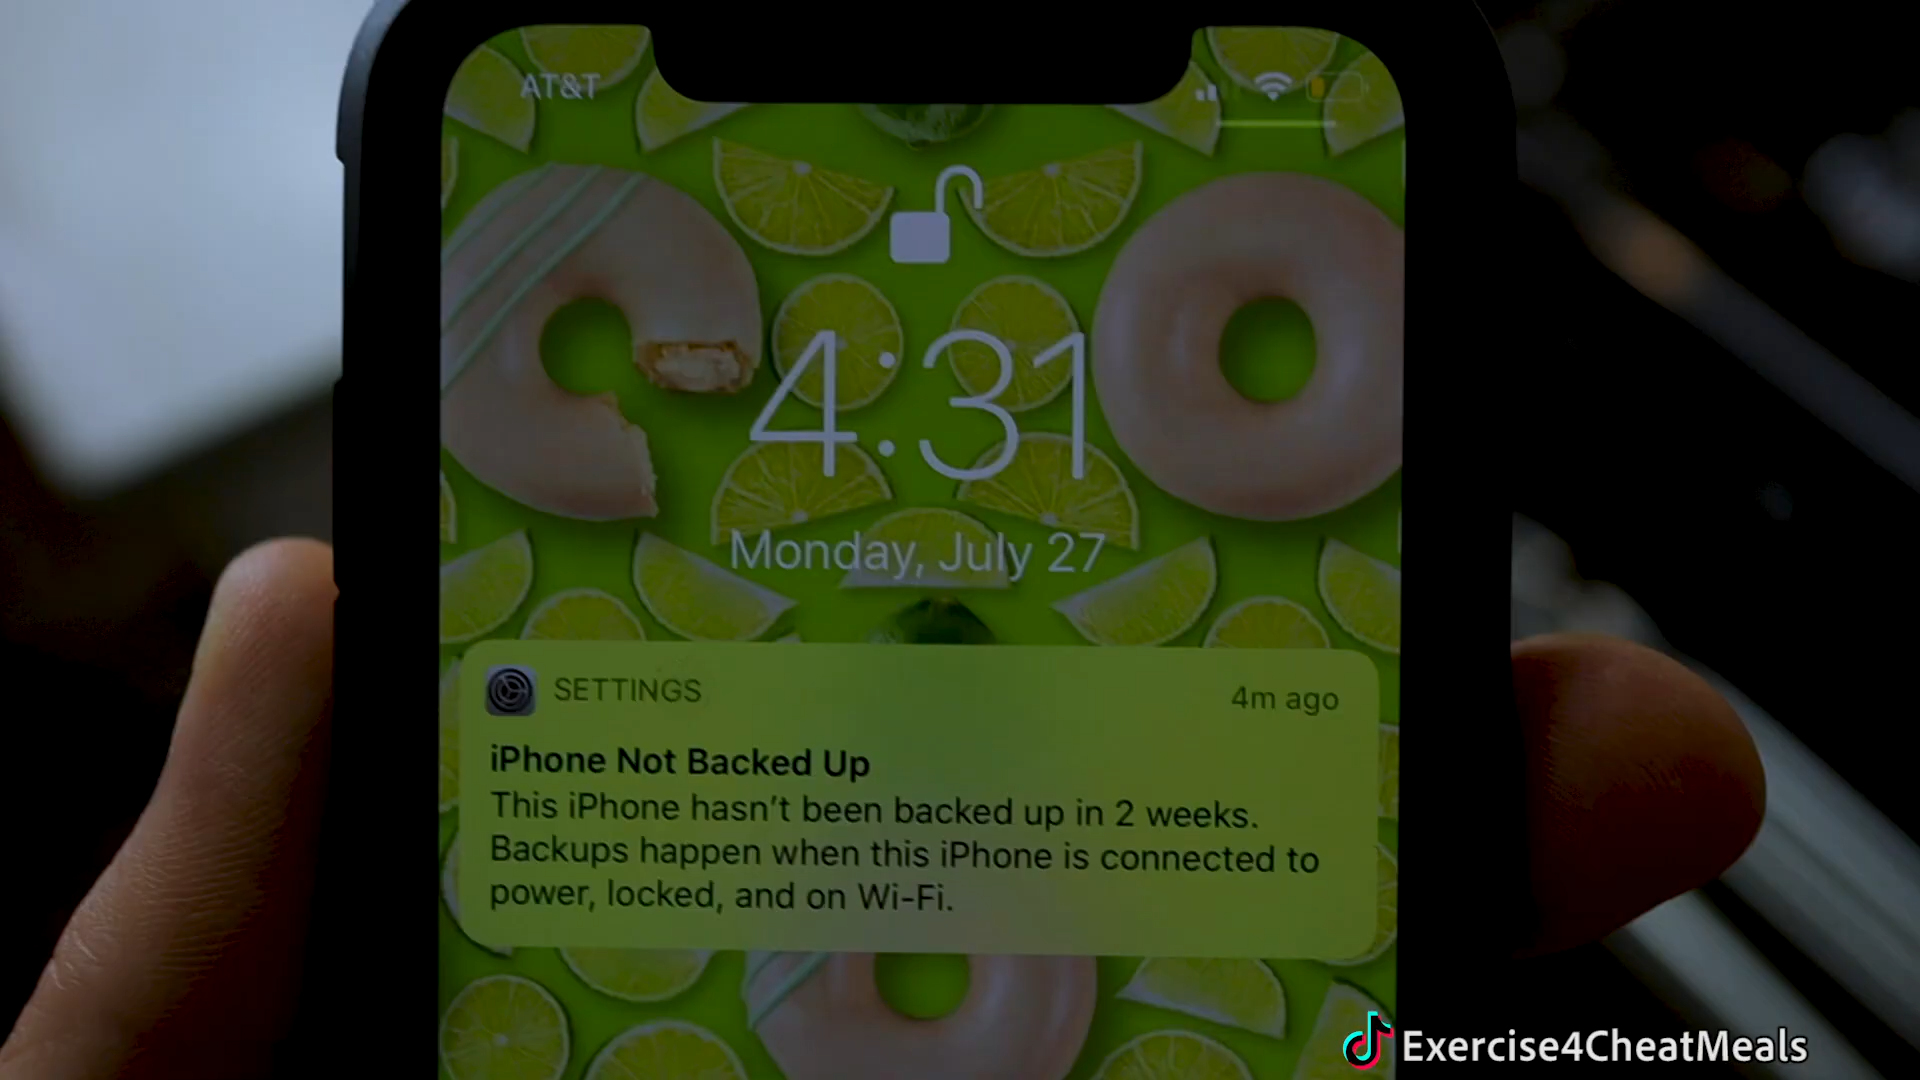 AT&T
4:31
Monday, July 27
SETTINGS
4m ago
iPhone Not Backed Up
This iPhone hasn't been backed up in 2 weeks.
Backups happen when this iPhone is connected to
power, locked, and on Wi-Fi.
Exercise4CheatMeals